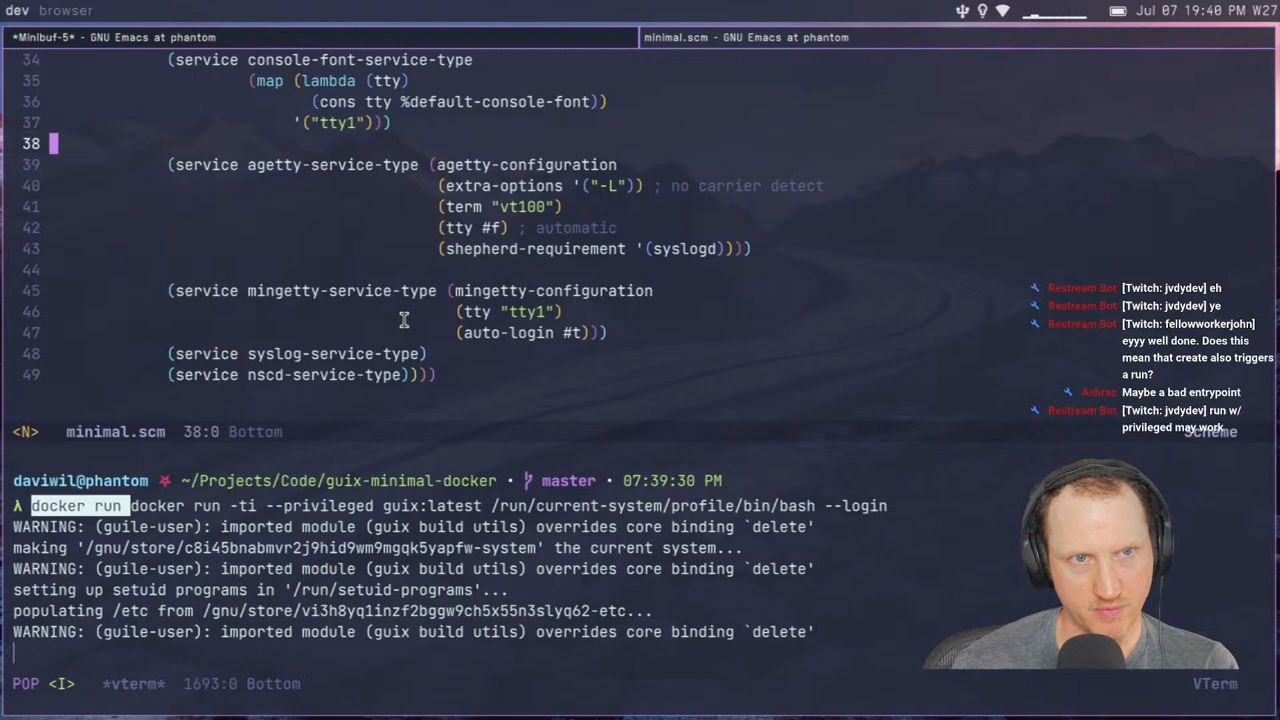 dev browser
Jul 07 19:40 PM W27
*Minibuf-5* - GNU Emacs at phantom
minimal.scm - GNU Emacs at phantom
34 (service console-font-service-type
35 (map (lambda (tty)
36 (cons tty %default-console-font))
37 '("tty1")))
38
39 (service agetty-service-type (agetty-configuration
40 (extra-options '("-L")) ; no carrier detect
41 (term "vt100")
42 (tty #f) ; automatic
43 (shepherd-requirement '(syslogd))))
44
45 (service mingetty-service-type (mingetty-configuration
46 (tty "tty1")
47 (auto-login #t)))
48 (service syslog-service-type)
49 (service nscd-service-type))))
<N> minimal.scm 38:0 Bottom
Scheme
Restream Bot [Twitch: jvdydev] eh
Restream Bot [Twitch: jvdydev] ye
Restream Bot [Twitch: fellowworkerjohn]
eyyy well done. Does this
mean that create also triggers
a run?
Ashraz Maybe a bad entrypoint
Restream Bot [Twitch: jvdydev] run w/
privileged may work
daviwil@phantom ~/Projects/Code/guix-minimal-docker • master • 07:39:30 PM
λ docker run docker run -ti --privileged guix:latest /run/current-system/profile/bin/bash --login
WARNING: (guile-user): imported module (guix build utils) overrides core binding `delete'
making '/gnu/store/c8i45bnabmvr2j9hid9wm9mgqk5yapfw-system' the current system...
WARNING: (guile-user): imported module (guix build utils) overrides core binding `delete'
setting up setuid programs in '/run/setuid-programs'...
populating /etc from /gnu/store/vi3h8yq1inzf2bggw9ch5x55n3slyq62-etc...
WARNING: (guile-user): imported module (guix build utils) overrides core binding `delete'
POP <I> *vterm* 1693:0 Bottom
VTerm